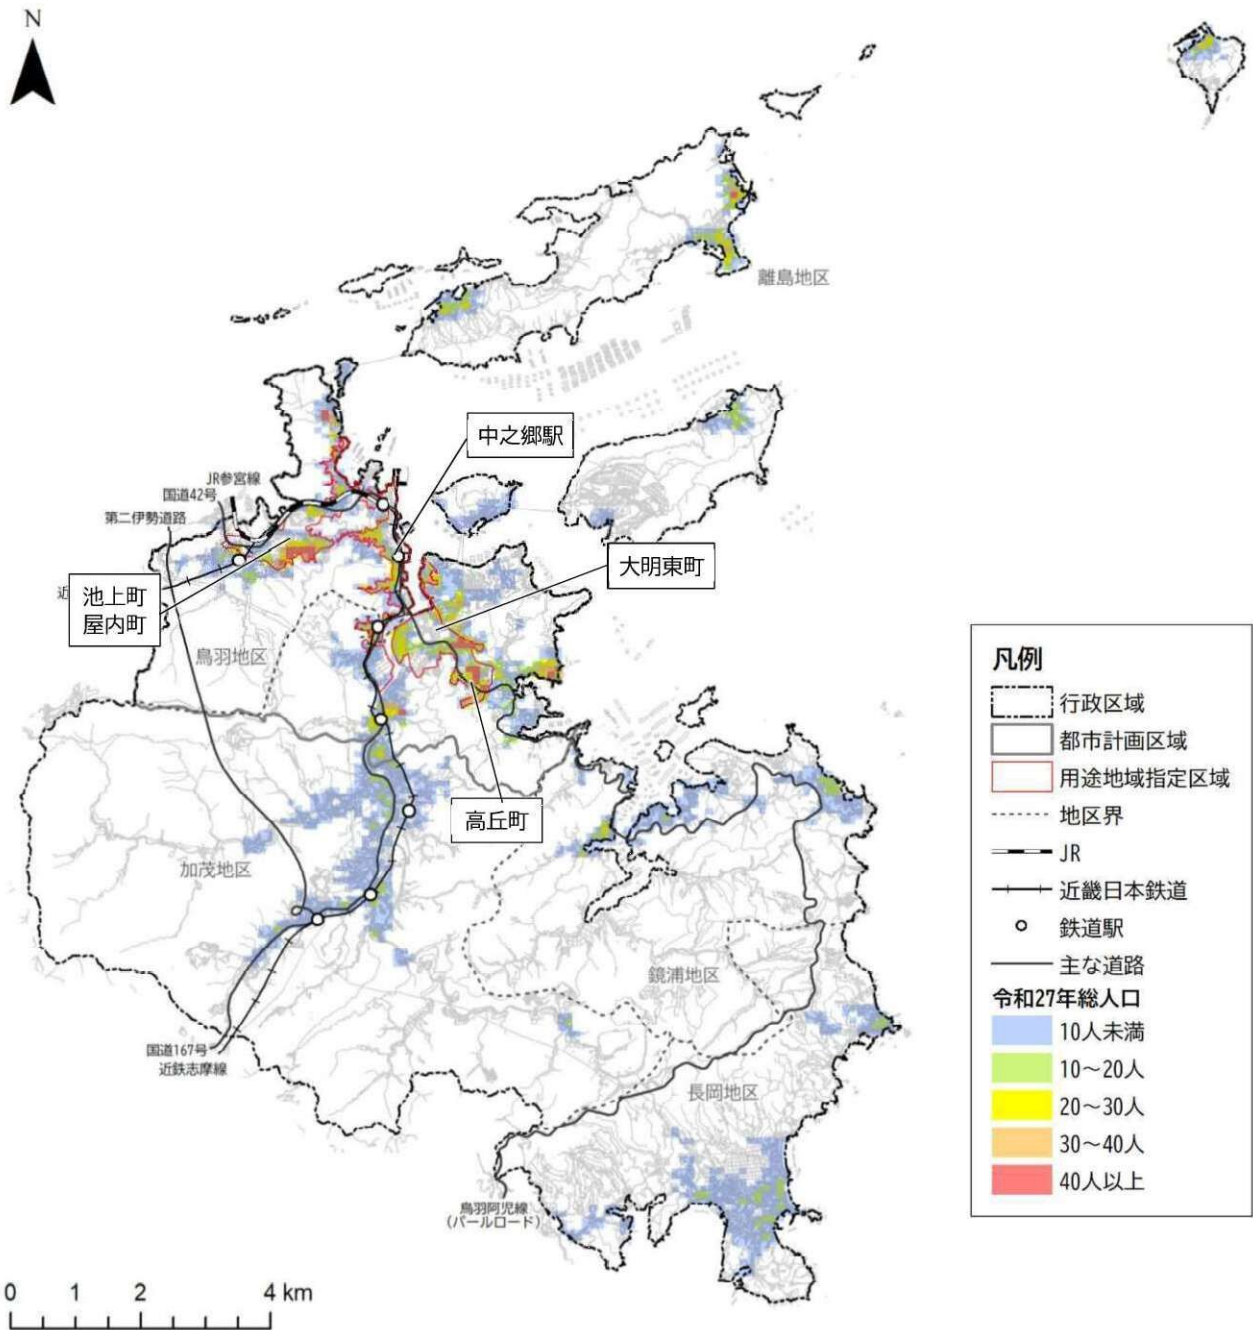 N
離島地区
中之郷駅
JR参宮線
国道42号
第二伊勢道路
大明東町
近
池上町
屋内町
鳥羽地区
高丘町
加茂地区
鏡浦地区
国道167号
近鉄志摩線
長岡地区
鳥羽阿児線
(パールロード)
凡例
行政区域
都市計画区域
用途地域指定区域
地区界
JR
近畿日本鉄道
鉄道駅
主な道路
令和27年総人口
10人未満
10～20人
20～30人
30～40人
40人以上
0 1 2 4 km